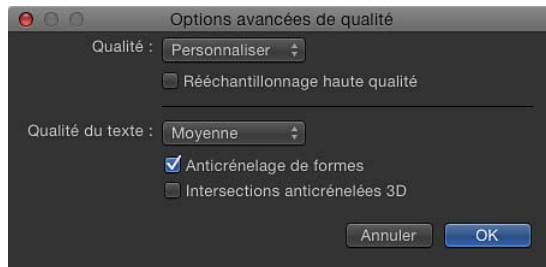 Options avancées de qualité
Qualité : Personnaliser
Rééchantillonnage haute qualité
Qualité du texte : Moyenne
Anticrénelage de formes
Intersections anticrénelées 3D
Annuler OK